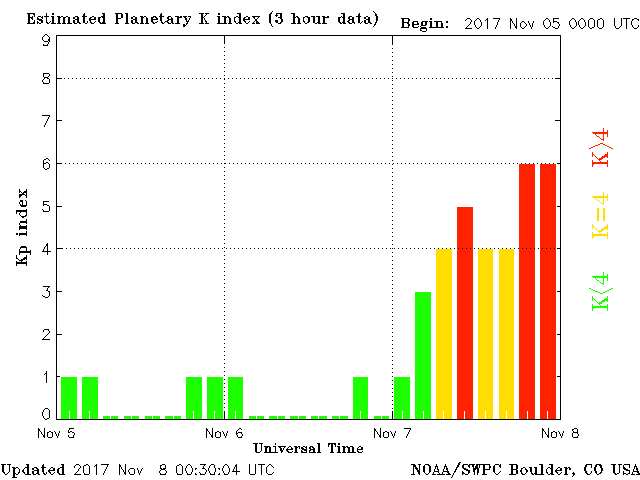 Estimated Planetary K index (3 hour data) Begin: 2017 Nov 05 0000 UTC
9
8
7
6
5
4
3
2
1
0
Kp index
K>4
K=4
K<4
Nov 5 Nov 6 Nov 7 Nov 8
Universal Time
Updated 2017 Nov 8 00:30:04 UTC NOAA/SWPC Boulder, CO USA